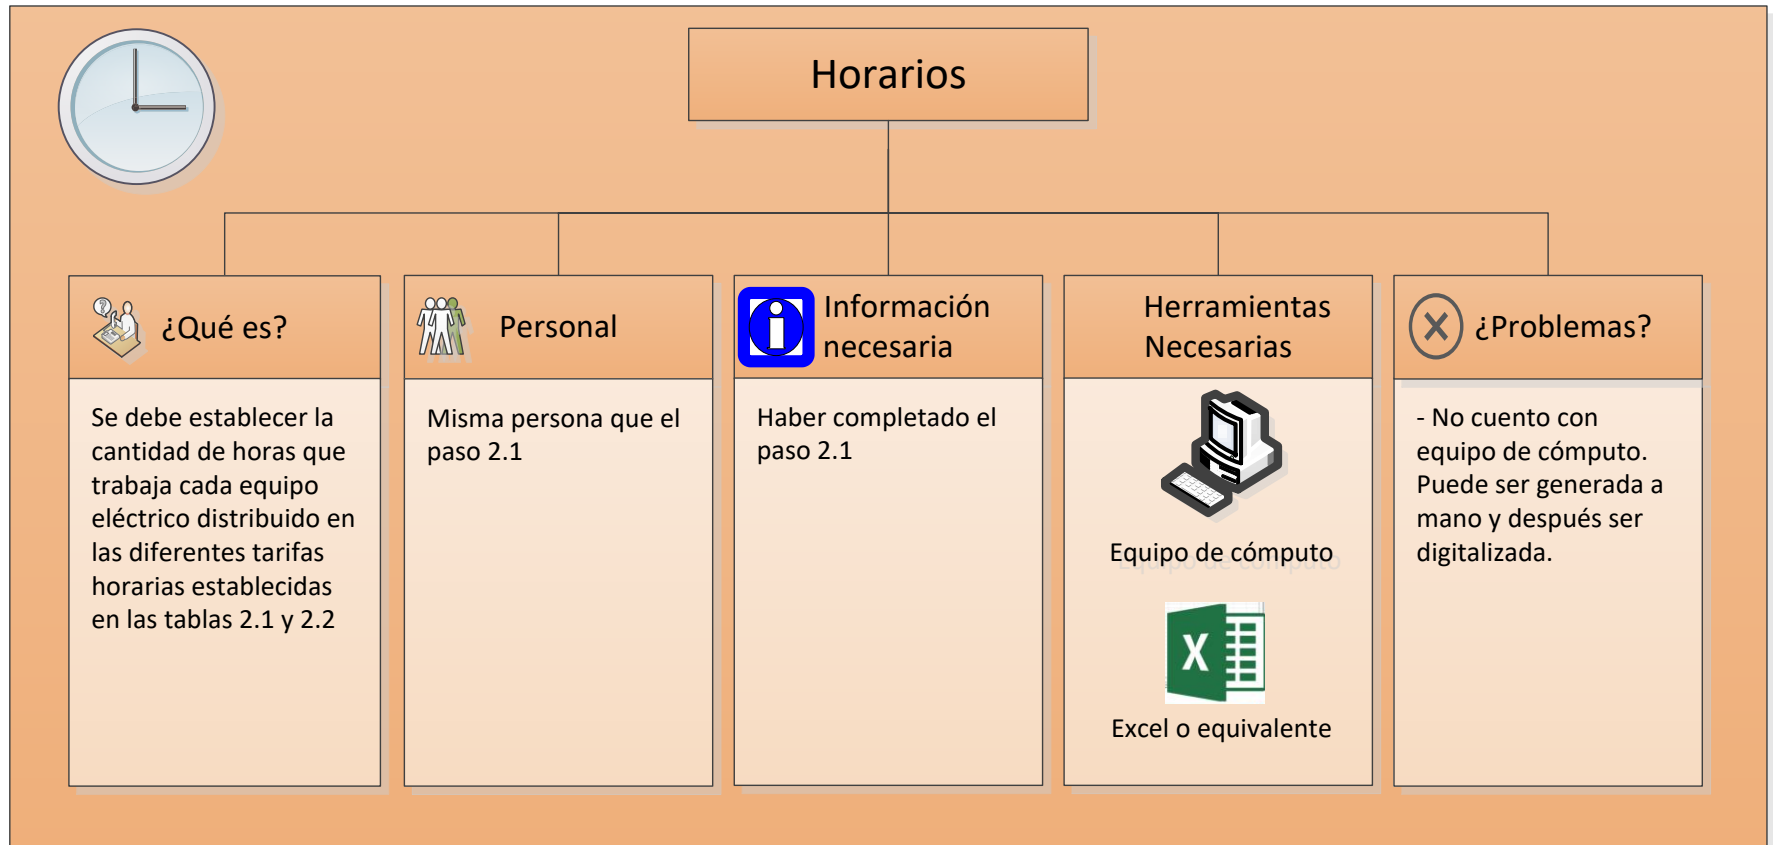 Horarios
¿Qué es?
Se debe establecer la
cantidad de horas que
trabaja cada equipo
eléctrico distribuido en
las diferentes tarifas
horarias establecidas
en las tablas 2.1 y 2.2
Personal
Misma persona que el
paso 2.1
Información
necesaria
Haber completado el
paso 2.1
Herramientas
Necesarias
Equipo de cómputo
X
Excel o equivalente
¿Problemas?
- No cuento con
equipo de cómputo.
Puede ser generada a
mano y después ser
digitalizada.